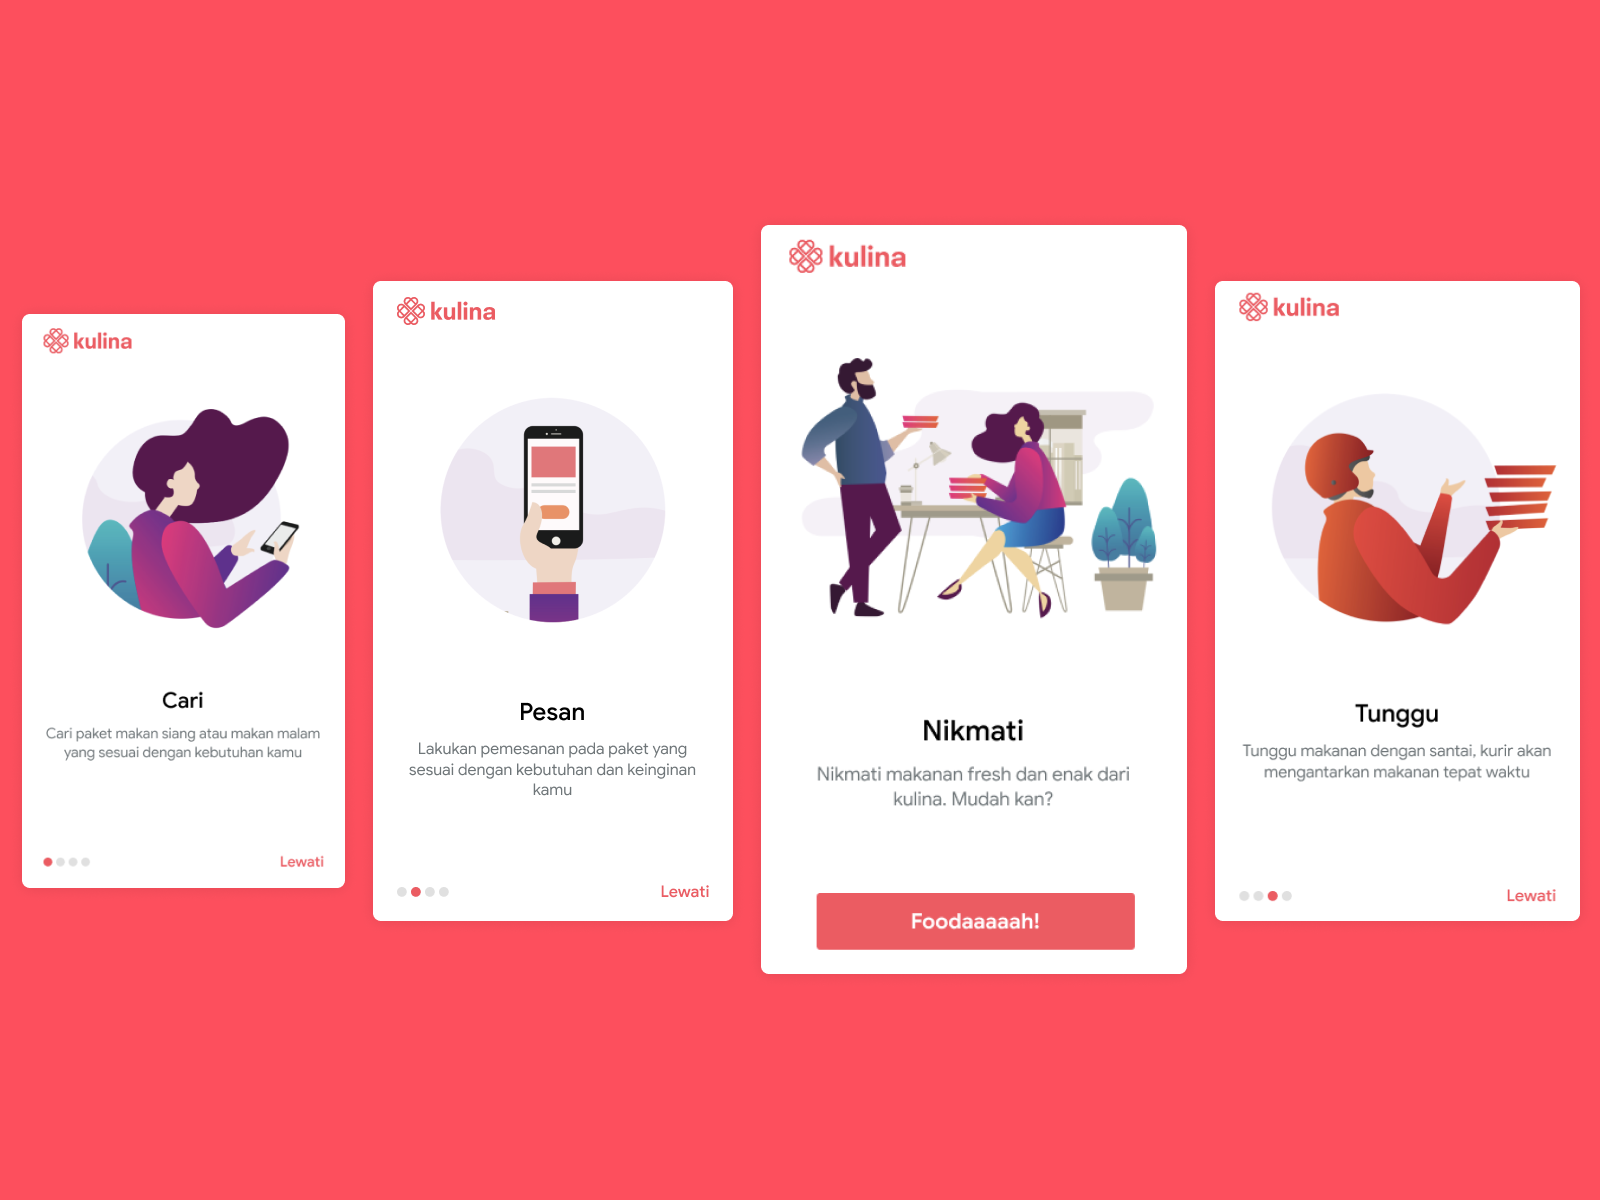 kulina
Cari
Cari paket makan siang atau makan malam
yang sesuai dengan kebutuhan kamu
Lewati
kulina
Pesan
Lakukan pemesanan pada paket yang
sesuai dengan kebutuhan dan keinginan
kamu
Lewati
kulina
Nikmati
Nikmati makanan fresh dan enak dari
kulina. Mudah kan?
Foodaaaaah!
kulina
Tunggu
Tunggu makanan dengan santai, kurir akan
mengantarkan makanan tepat waktu
Lewati